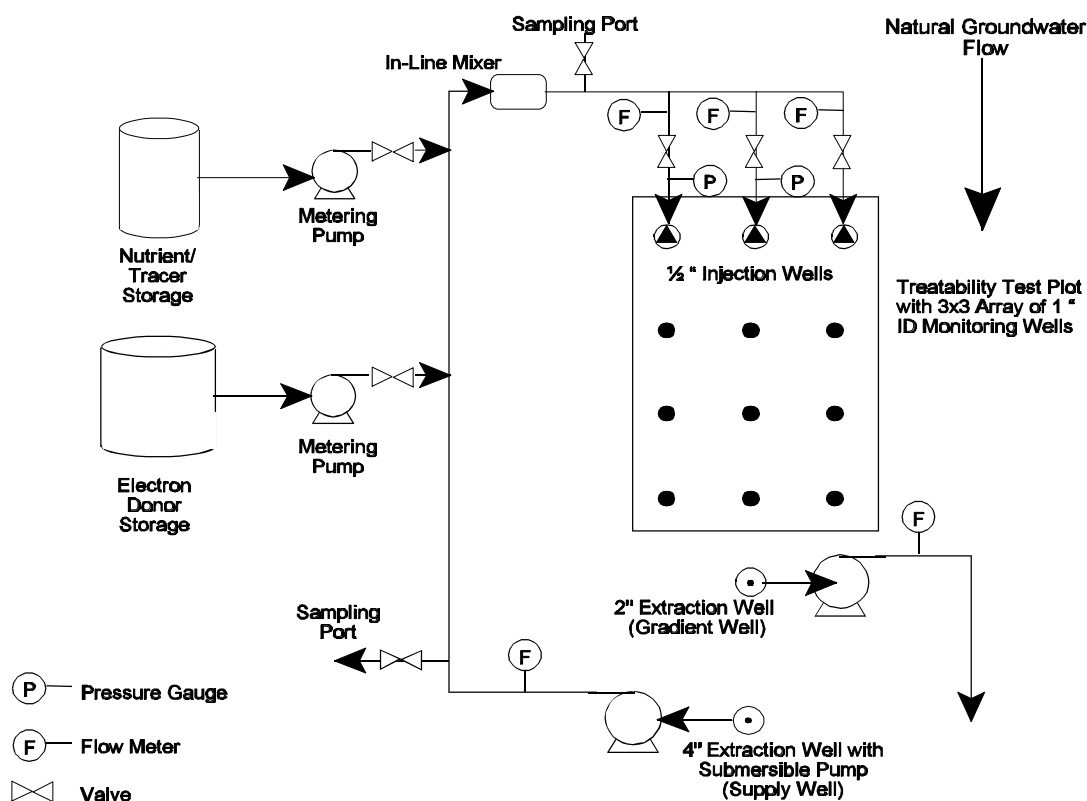 Sampling Port
Natural Groundwater
Flow
In-Line Mixer
F
F
F
P
P
Metering
Pump
Nutrient/
Tracer
Storage
½ “ Injection Wells
Treatability Test Plot
with 3x3 Array of 1 “
ID Monitoring Wells
Metering
Pump
Electron
Donor
Storage
F
2" Extraction Well
(Gradient Well)
Sampling
Port
F
P
Pressure Gauge
F
Flow Meter
4" Extraction Well with
Submersible Pump
(Supply Well)
Valve